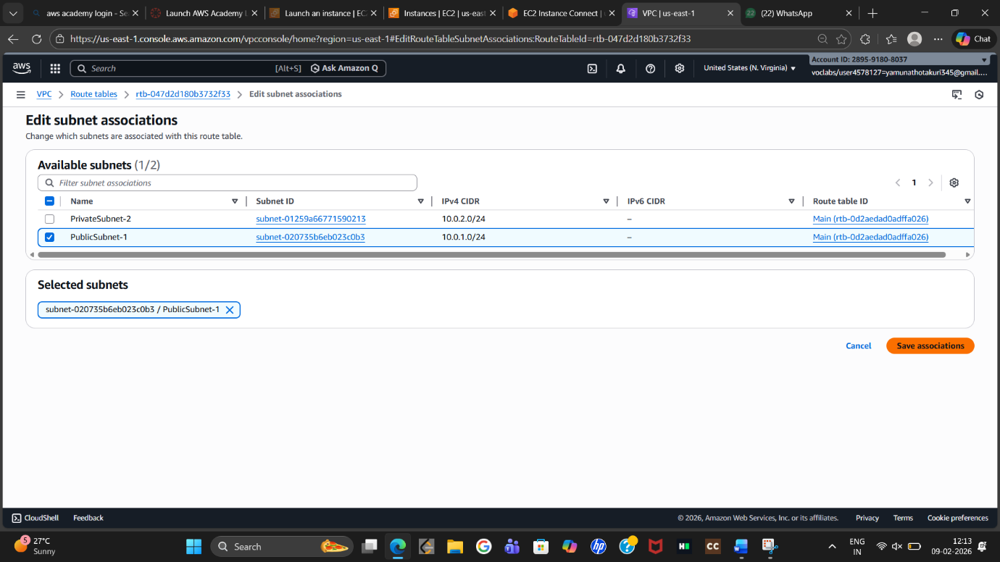 aws academy login - Se
Launch AWS Academy L
Launch an instance | EC2
Instances | EC2 | us-east
EC2 Instance Connect |
VPC | us-east-1
22
(22) WhatsApp
https://us-east-1.console.aws.amazon.com/vpcconsole/home?region=us-east-1#EditRouteTableSubnetAssociations:RouteTableId=rtb-047d2d180b3732f33
Chat
aws
Search
[Alt+S]
Ask Amazon Q
United States (N. Virginia)
Account ID: 2895-9180-8037
voclabs/user4578127=yamunathotakuri345@gmail....
VPC
Route tables
rtb-047d2d180b3732f33
Edit subnet associations
Edit subnet associations
Change which subnets are associated with this route table.
Available subnets (1/2)
Filter subnet associations
1
Name
Subnet ID
IPv4 CIDR
IPv6 CIDR
Route table ID
PrivateSubnet-2
subnet-01259a66771590213
10.0.2.0/24
–
Main (rtb-0d2aedad0adffa026)
PublicSubnet-1
subnet-020735b6eb023c0b3
10.0.1.0/24
–
Main (rtb-0d2aedad0adffa026)
Selected subnets
subnet-020735b6eb023c0b3 / PublicSubnet-1
Cancel
Save associations
CloudShell
Feedback
© 2026, Amazon Web Services, Inc. or its affiliates.
Privacy
Terms
Cookie preferences
5
27°C
Sunny
Search
hp
H
CC
ENG
IN
12:13
09-02-2026